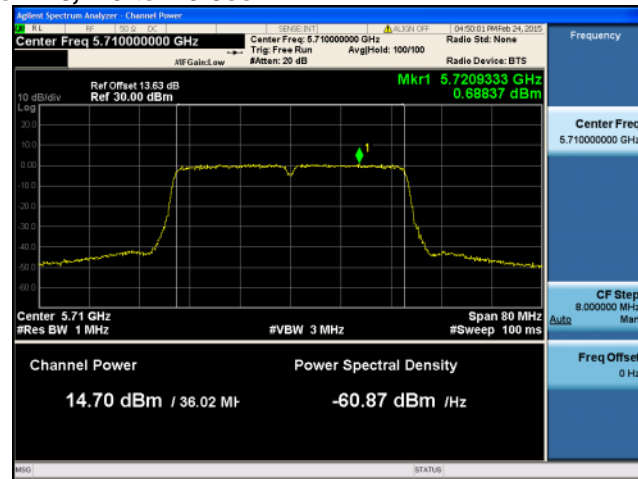 Agilent Spectrum Analyzer - Channel Power
RL RF 50 Ω DC SENSE:INT ALIGN OFF 04:50:01 PM Feb 24, 2015
Center Freq 5.710000000 GHz
Center Freq: 5.710000000 GHz
Radio Std: None
Trig: Free Run Avg|Hold: 100/100
#IFGain:Low #Atten: 20 dB Radio Device: BTS
Frequency
Mkr1 5.7209333 GHz
0.68837 dBm
Ref Offset 13.63 dB
10 dB/div Ref 30.00 dBm
Log
20.0
10.0
0.00
-10.0
-20.0
-30.0
-40.0
-50.0
-60.0
1
Center Freq
5.710000000 GHz
Center 5.71 GHz Span 80 MHz
#Res BW 1 MHz #VBW 3 MHz #Sweep 100 ms
CF Step
8.000000 MHz
Auto Man
Channel Power Power Spectral Density
14.70 dBm / 36.02 MH -60.87 dBm /Hz
Freq Offset
0 Hz
MSG STATUS